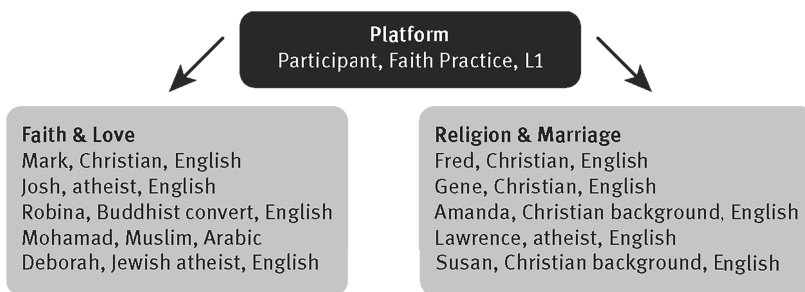 Platform
Participant, Faith Practice, L1
Faith & Love
Mark, Christian, English
Josh, atheist, English
Robina, Buddhist convert, English
Mohamad, Muslim, Arabic
Deborah, Jewish atheist, English
Religion & Marriage
Fred, Christian, English
Gene, Christian, English
Amanda, Christian background, English
Lawrence, atheist, English
Susan, Christian background, English